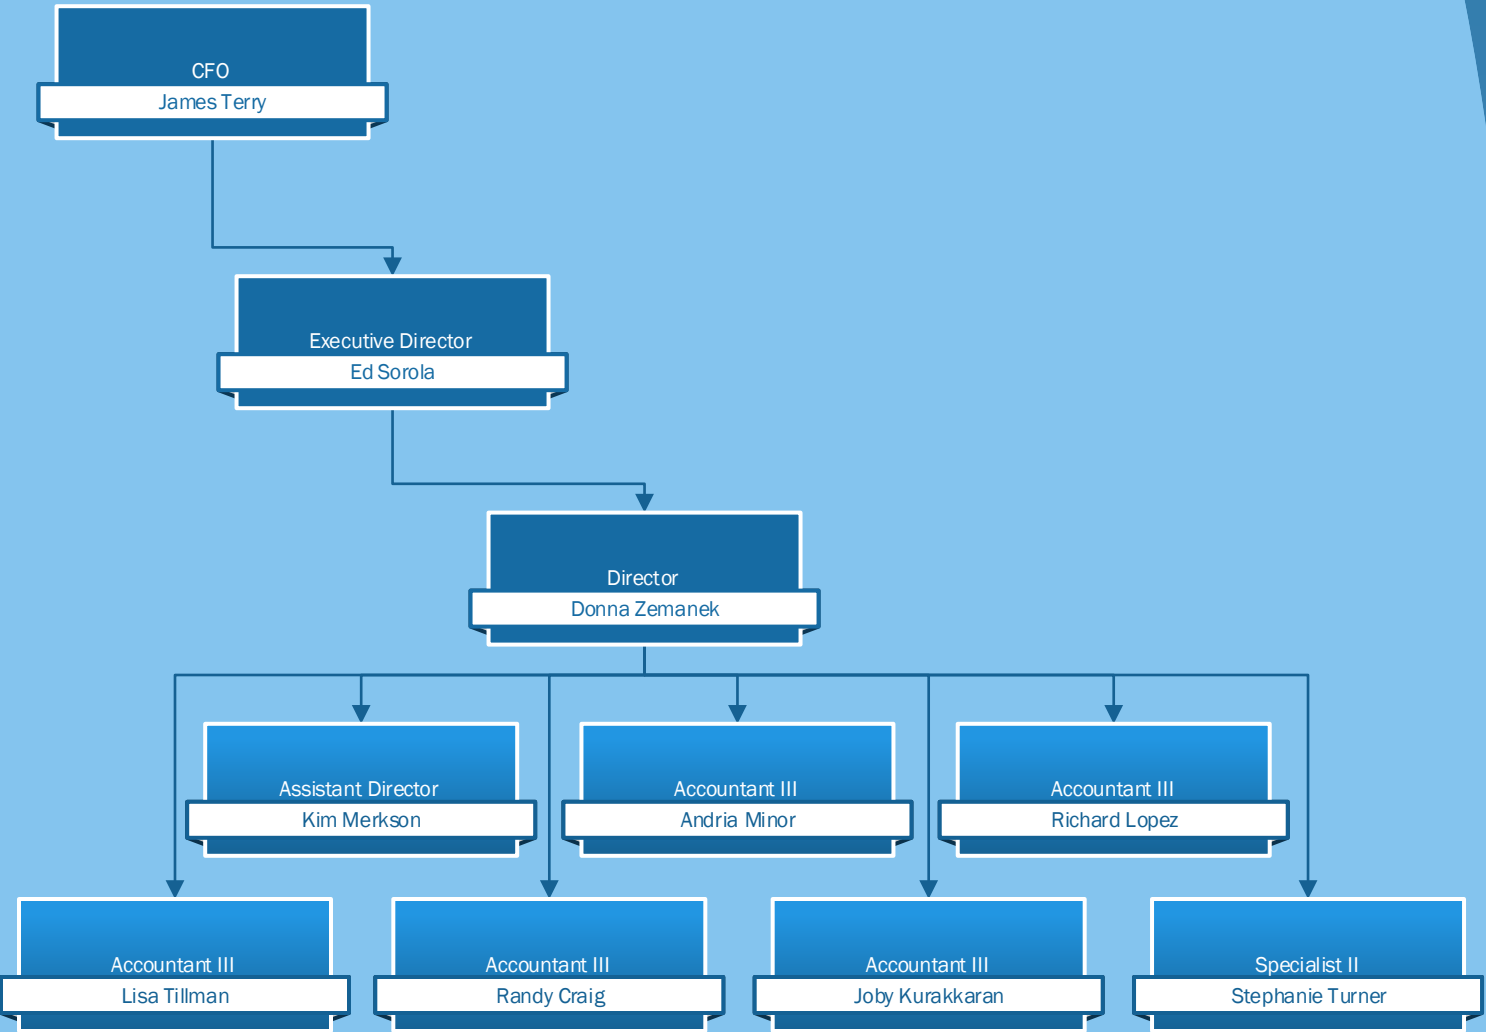 CFO
James Terry
Executive Director
Ed Sorola
Director
Donna Zemanek
Assistant Director
Kim Merkson
Accountant III
Andria Minor
Accountant III
Richard Lopez
Accountant III
Lisa Tillman
Accountant III
Randy Craig
Accountant III
Joby Kurakkaran
Specialist II
Stephanie Turner